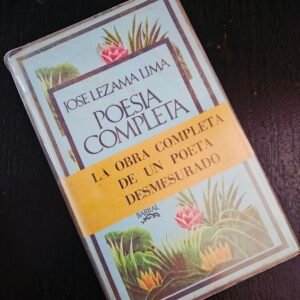 JOSE LEZAMA LIMA
POESIA
COMPLETA
LA OBRA COMPLETA
DE UN POETA
DESMESURADO
BARRAL